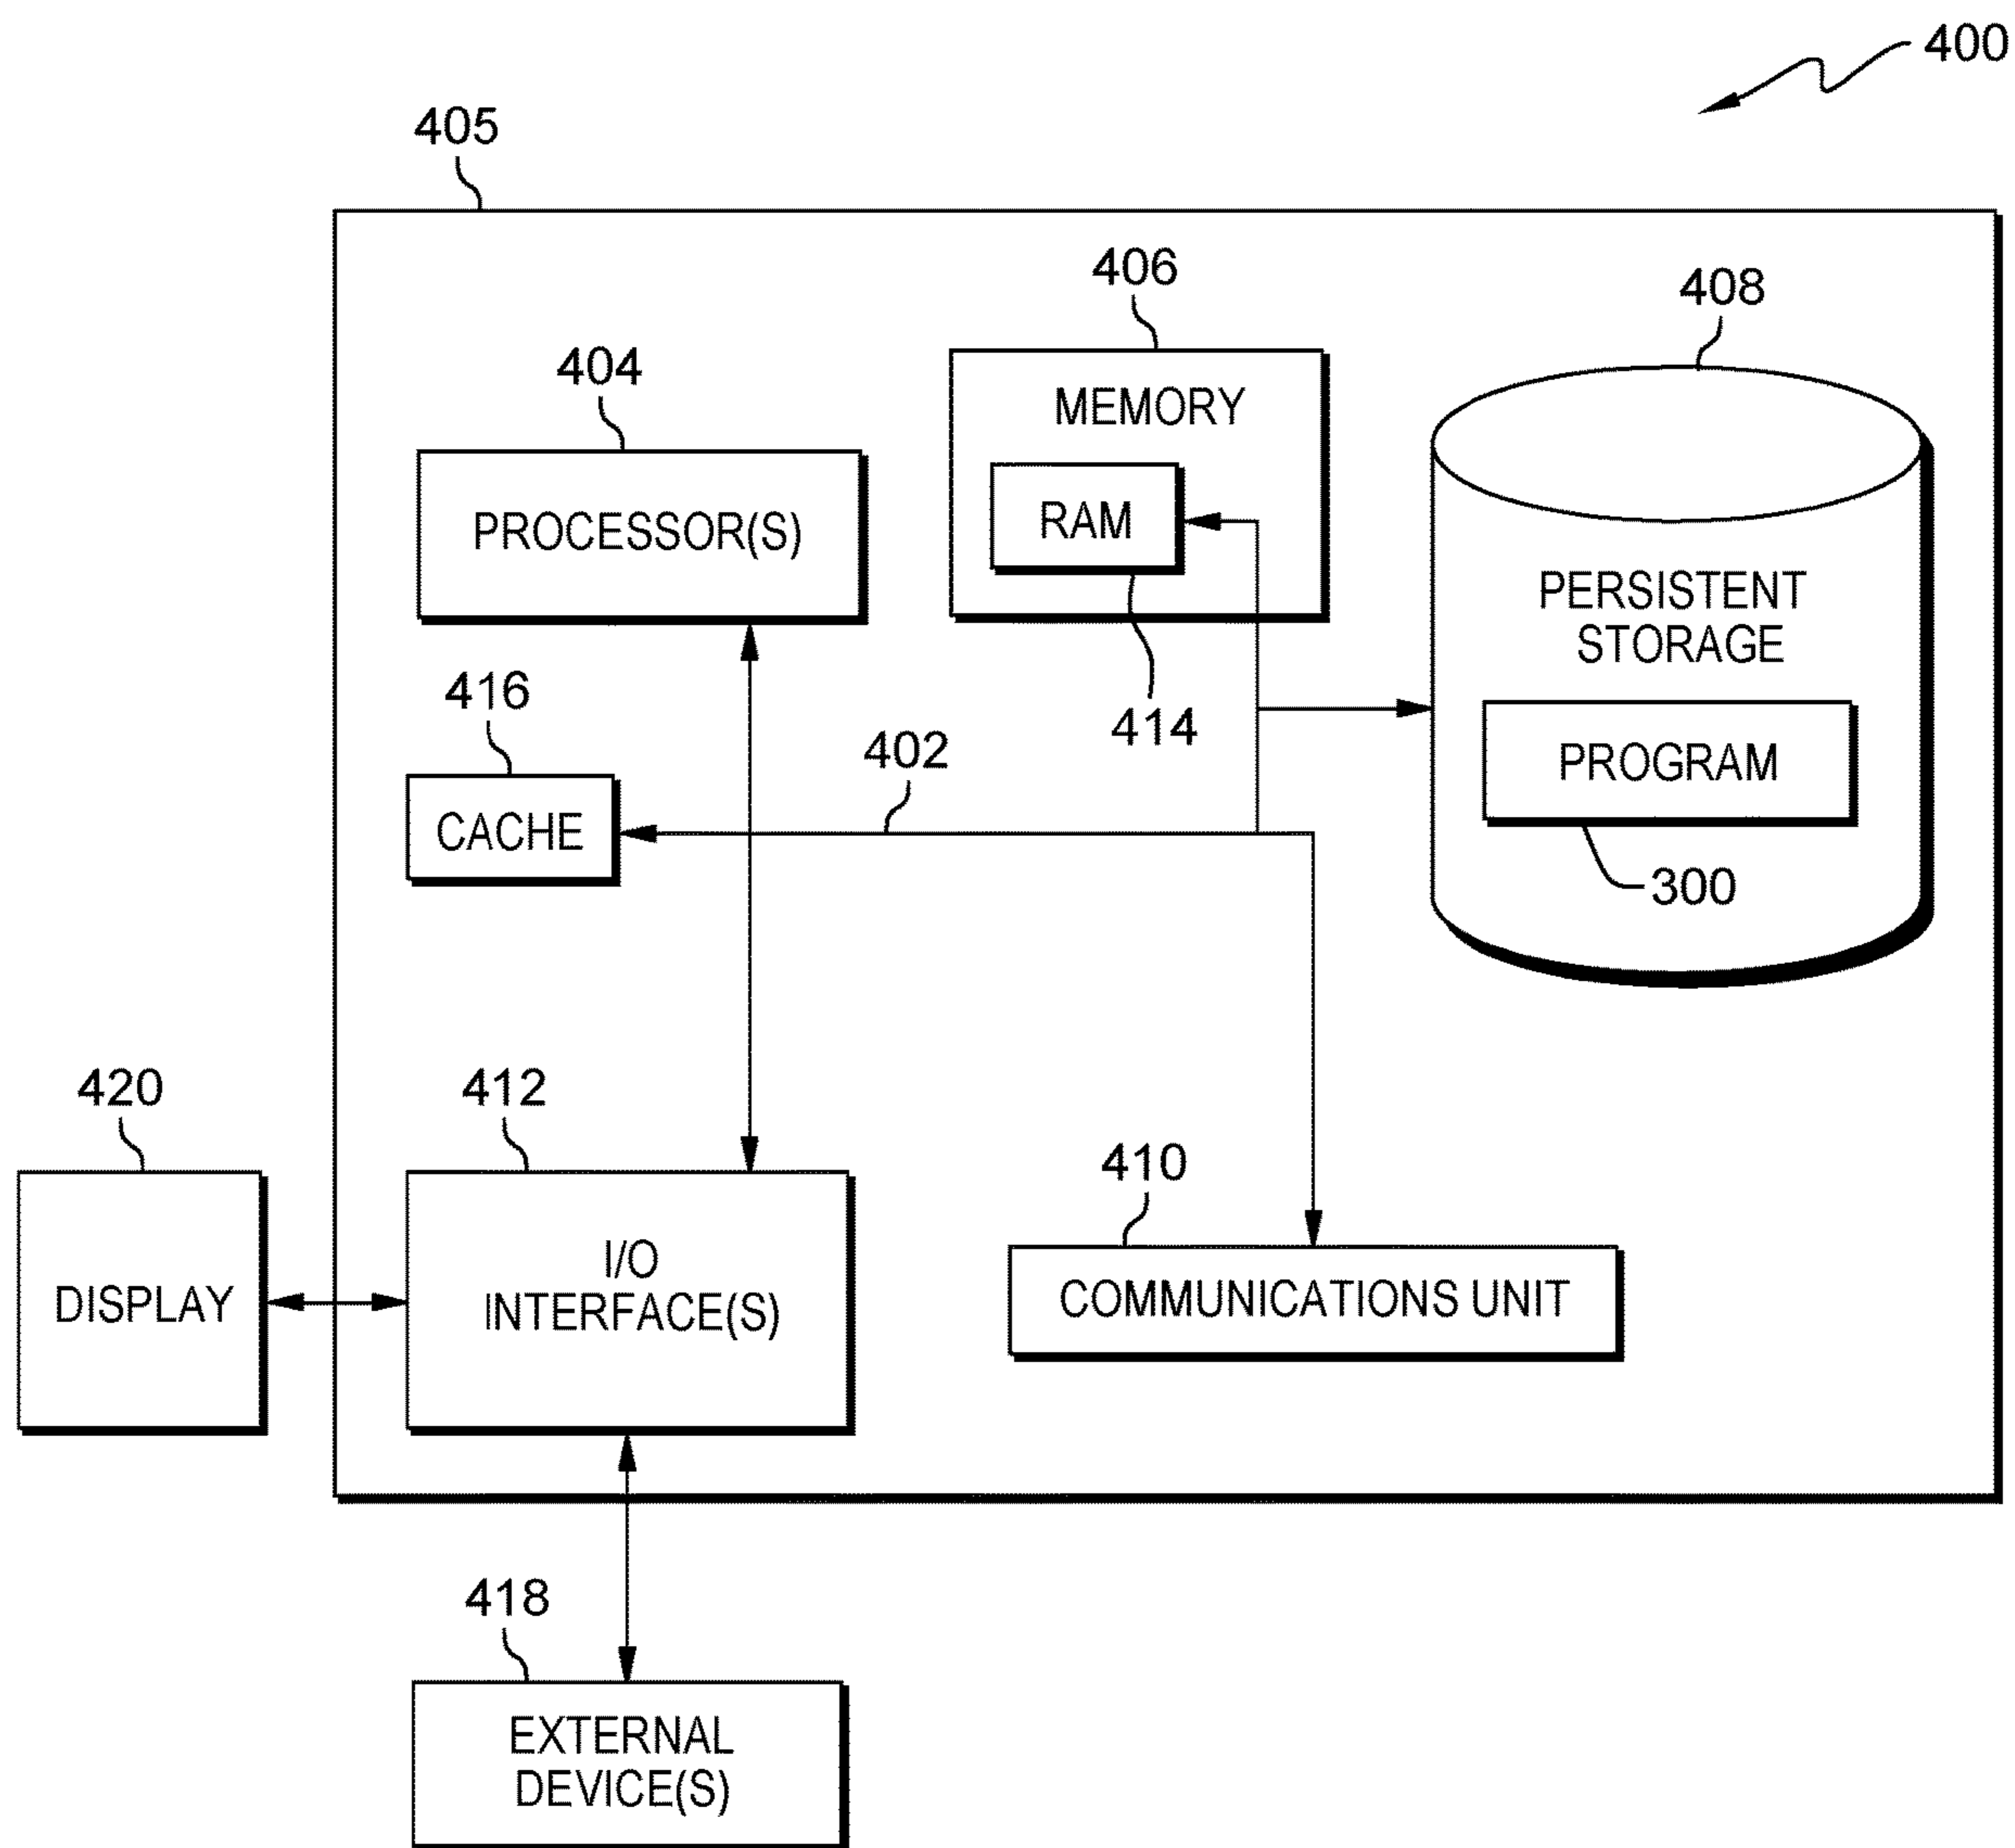 400
405
406
408
404
MEMORY
PROCESSOR(S)
RAM
PERSISTENT
STORAGE
416
414
402
PROGRAM
CACHE
300
420
412
410
I/O
INTERFACE(S)
DISPLAY
COMMUNICATIONS UNIT
418
EXTERNAL
DEVICE(S)